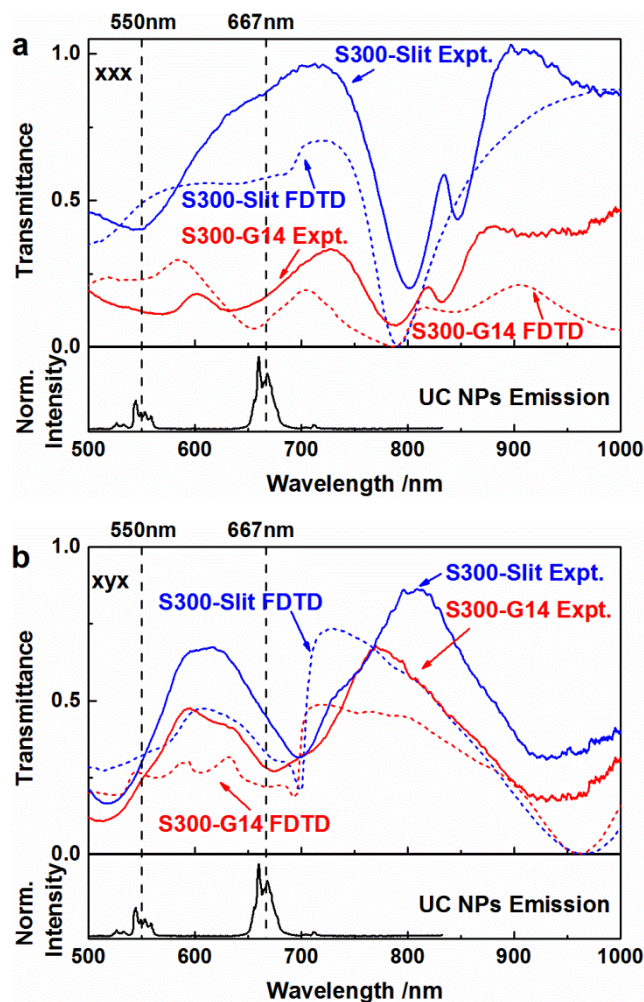 550nm 667nm
a
xxx
1.0
0.5
0.0
Transmittance
S300-Slit Expt.
S300-Slit FDTD
S300-G14 Expt.
S300-G14 FDTD
Norm.
Intensity
UC NPs Emission
500 600 700 800 900 1000
Wavelength /nm
550nm 667nm
b
xyx
1.0
0.5
0.0
Transmittance
S300-Slit Expt.
S300-Slit FDTD
S300-G14 Expt.
S300-G14 FDTD
Norm.
Intensity
UC NPs Emission
500 600 700 800 900 1000
Wavelength /nm